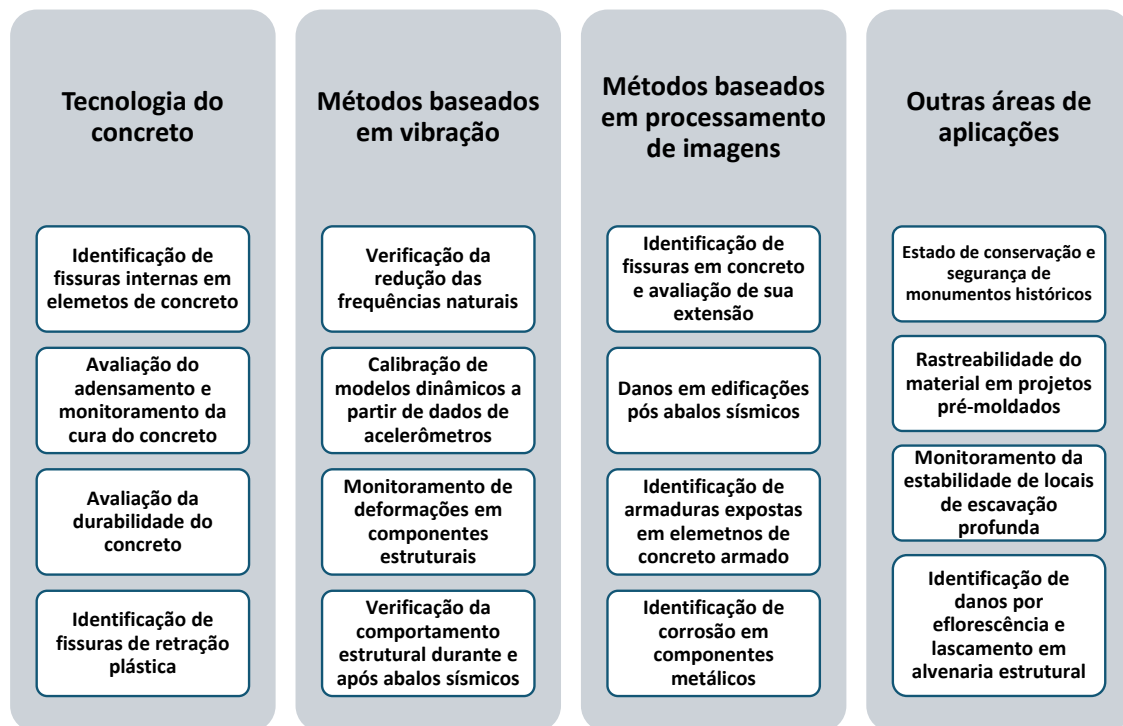 Tecnologia do
concreto
Identificação de
fissuras internas em
elemetos de concreto
Avaliação do
adensamento e
monitoramento da
cura do concreto
Avaliação da
durabilidade do
concreto
Identificação de
fissuras de retração
plástica
Métodos baseados
em vibração
Verificação da
redução das
frequências naturais
Calibração de
modelos dinâmicos a
partir de dados de
acelerômetros
Monitoramento de
deformações em
componentes
estruturais
Verificação da
comportamento
estrutural durante e
após abalos sísmicos
Métodos baseados
em processamento
de imagens
Identificação de
fissuras em concreto
e avaliação de sua
extensão
Danos em edificações
pós abalos sísmicos
Identificação de
armaduras expostas
em elemetnos de
concreto armado
Identificação de
corrosão em
componentes
metálicos
Outras áreas de
aplicações
Estado de conservação e
segurança de
monumentos históricos
Rastreabilidade do
material em projetos
pré-moldados
Monitoramento da
estabilidade de locais
de escavação
profunda
Identificação de
danos por
eflorescência e
lascamento em
alvenaria estrutural